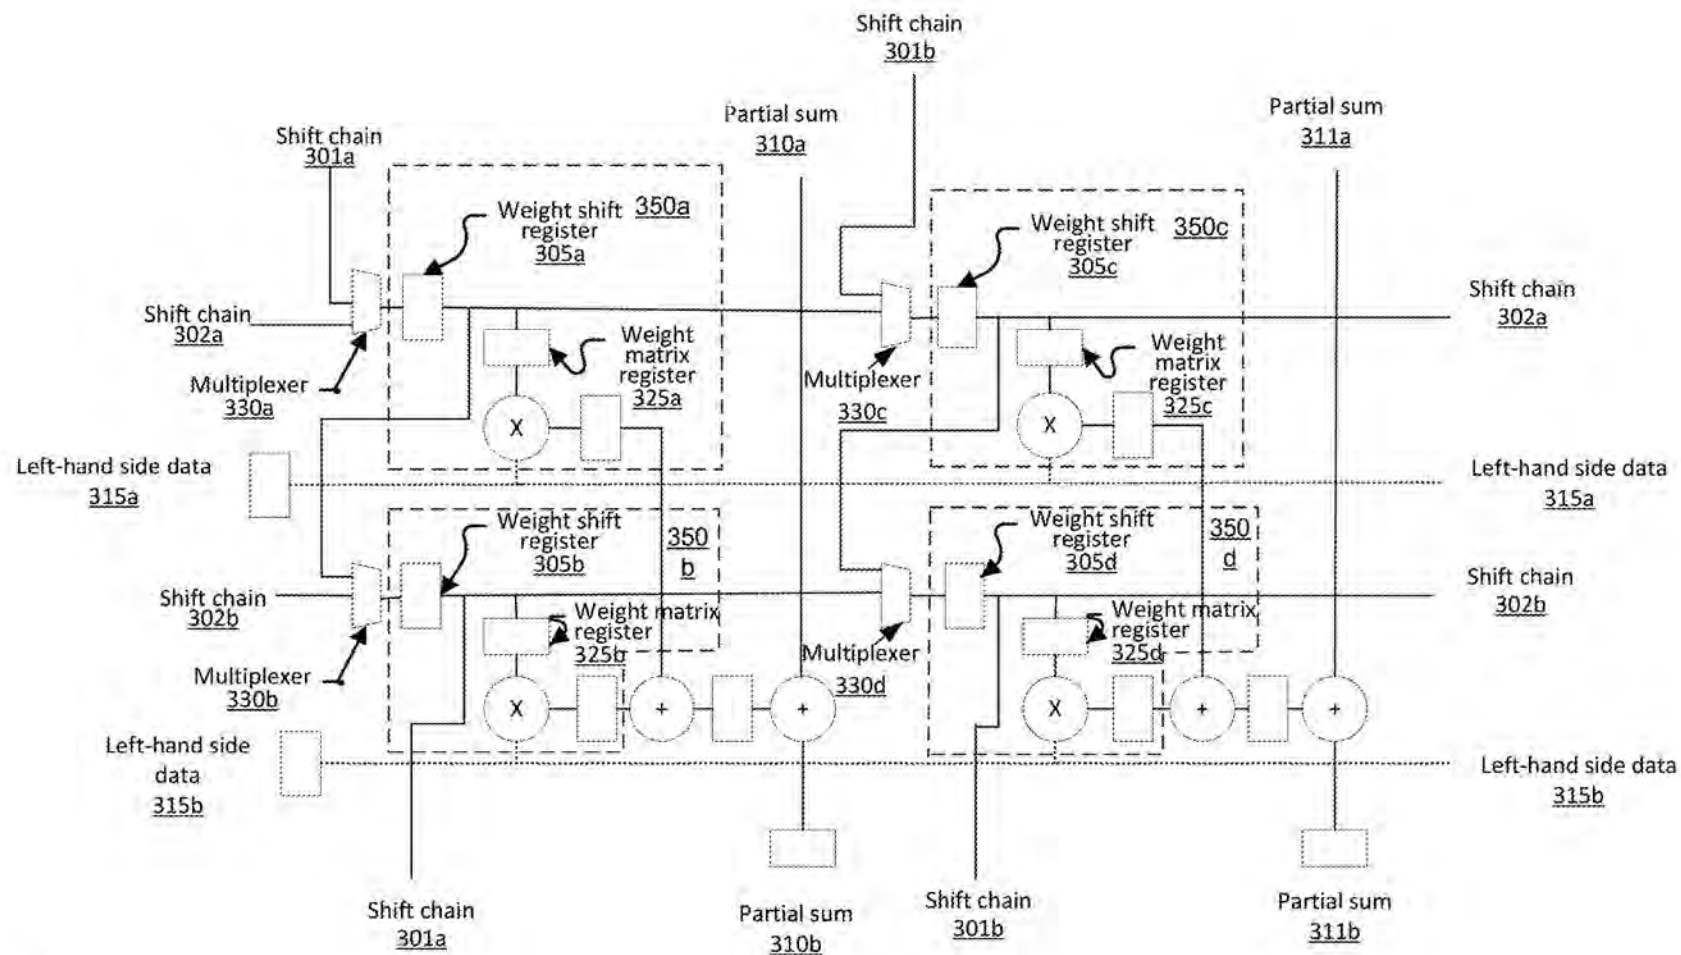 Shift chain
301b
Partial sum
310a
Partial sum
311a
Shift chain
301a
Weight shift
register
305a
350a
Weight shift
register
305c
350c
Shift chain
302a
Shift chain
302a
Weight
matrix
register
325a
Weight
matrix
register
325c
Multiplexer
330a
Multiplexer
330c
X
X
Left-hand side data
315a
Left-hand side data
315a
Weight shift
register
305b
350
b
Weight shift
register
305d
350
d
Shift chain
302b
Shift chain
302b
Weight matrix
register
325b
Weight matrix
register
325d
Multiplexer
330b
Multiplexer
330d
X
+
+
X
+
+
Left-hand side
data
315b
Left-hand side data
315b
Shift chain
301a
Partial sum
310b
Shift chain
301b
Partial sum
311b